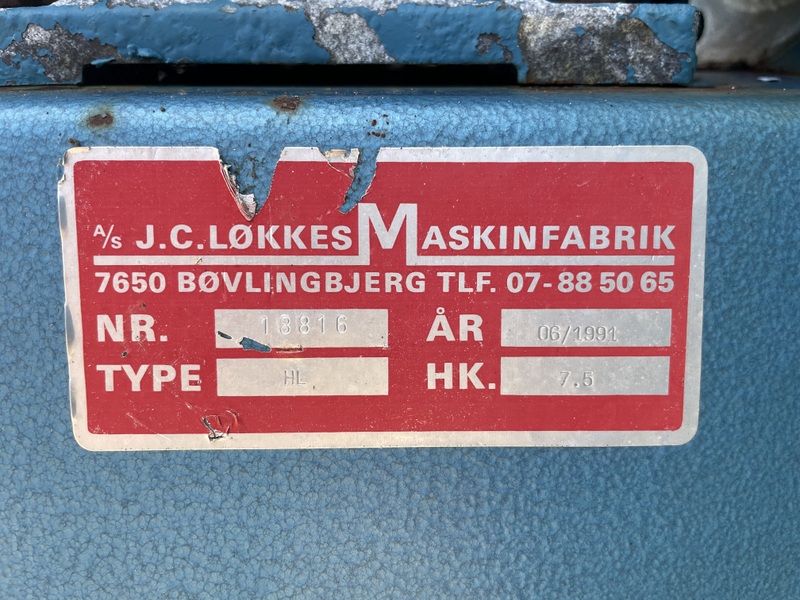 A/S J.C.LØKKES MASKINFABRIK
7650 BØVLINGBJERG TLF. 07-88 50 65
NR. 18816 ÅR 06/1991
TYPE HL HK. 7.5